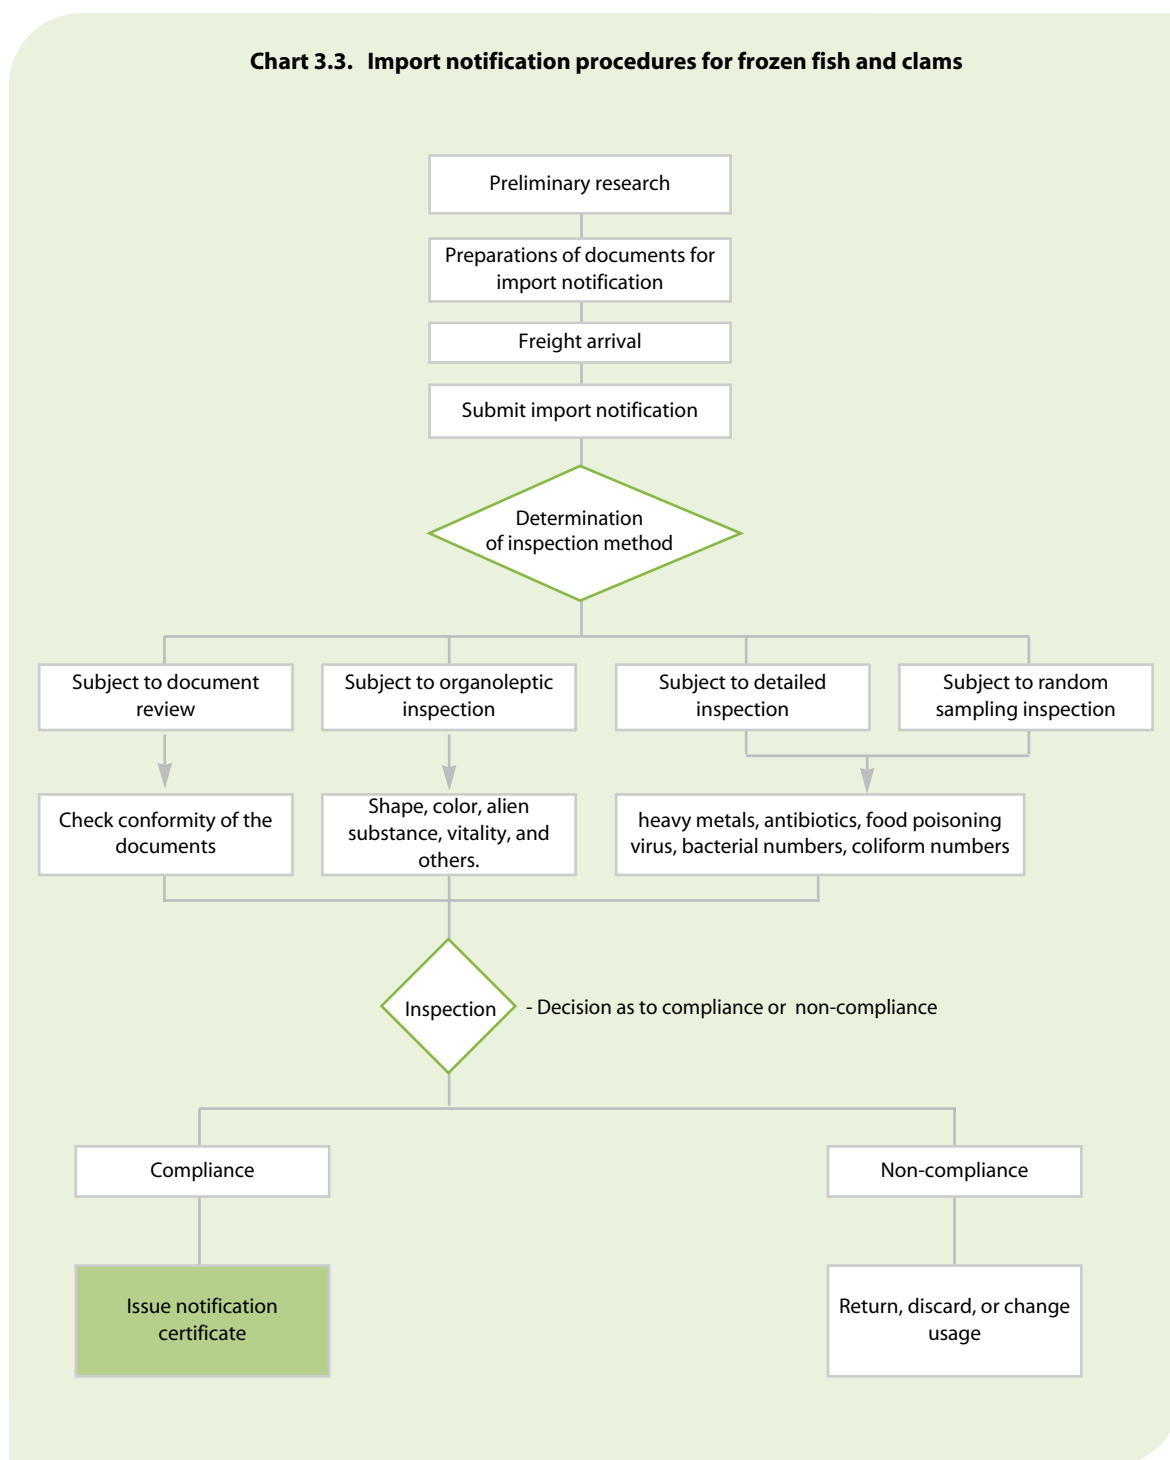 Chart 3.3. Import notification procedures for frozen fish and clams
Preliminary research
Preparations of documents for
import notification
Freight arrival
Submit import notification
Determination
of inspection method
Subject to document
review
Subject to organoleptic
inspection
Subject to detailed
inspection
Subject to random
sampling inspection
Check conformity of the
documents
Shape, color, alien
substance, vitality, and
others.
heavy metals, antibiotics, food poisoning
virus, bacterial numbers, coliform numbers
Inspection
- Decision as to compliance or non-compliance
Compliance
Non-compliance
Issue notification
certificate
Return, discard, or change
usage